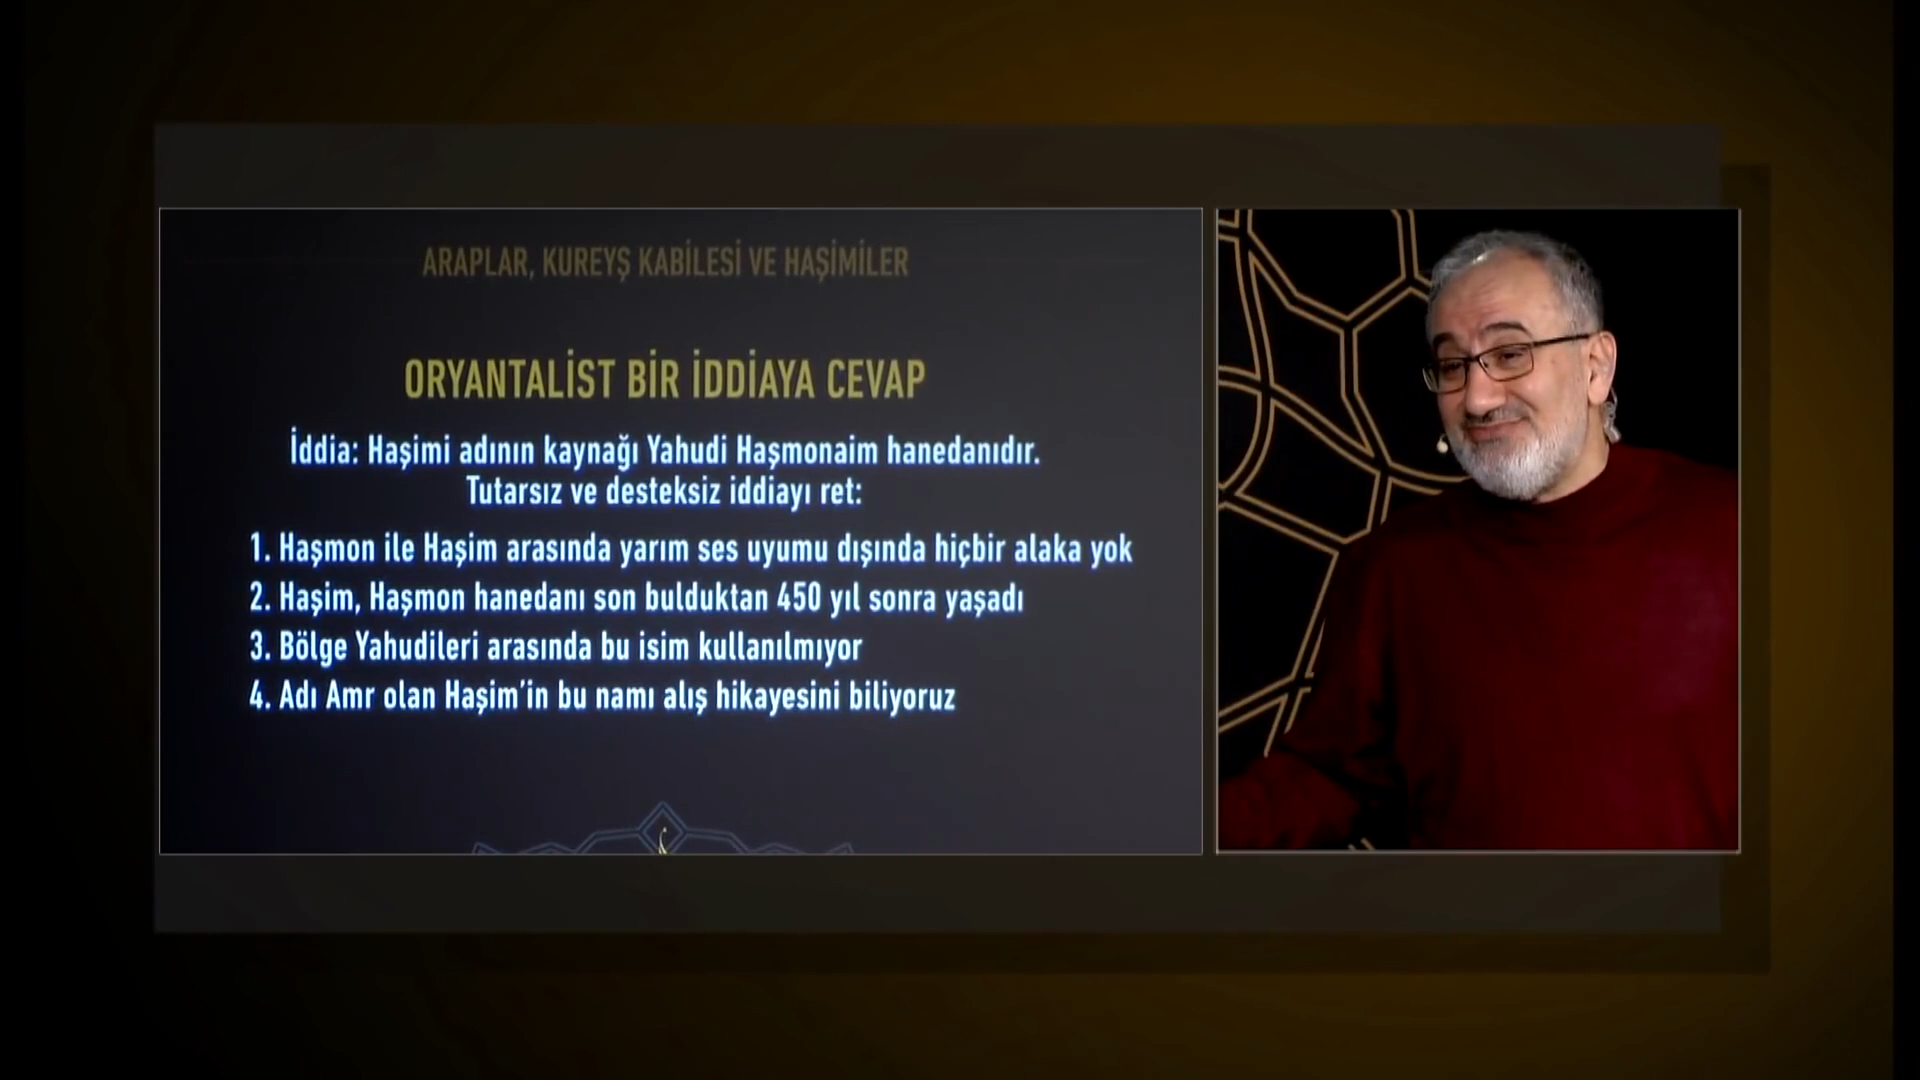 ARAPLAR, KUREYŞ KABİLESİ VE HAŞİMİLER
ORYANTALİST BİR İDDİAYA CEVAP
İddia: Haşimi adının kaynağı Yahudi Haşmonaim hanedanıdır.
Tutarsız ve desteksiz iddiayı ret:
1. Haşmon ile Haşim arasında yarım ses uyumu dışında hiçbir alaka yok
2. Haşim, Haşmon hanedanı son bulduktan 450 yıl sonra yaşadı
3. Bölge Yahudileri arasında bu isim kullanılmıyor
4. Adı Amr olan Haşim'in bu namı alış hikayesini biliyoruz